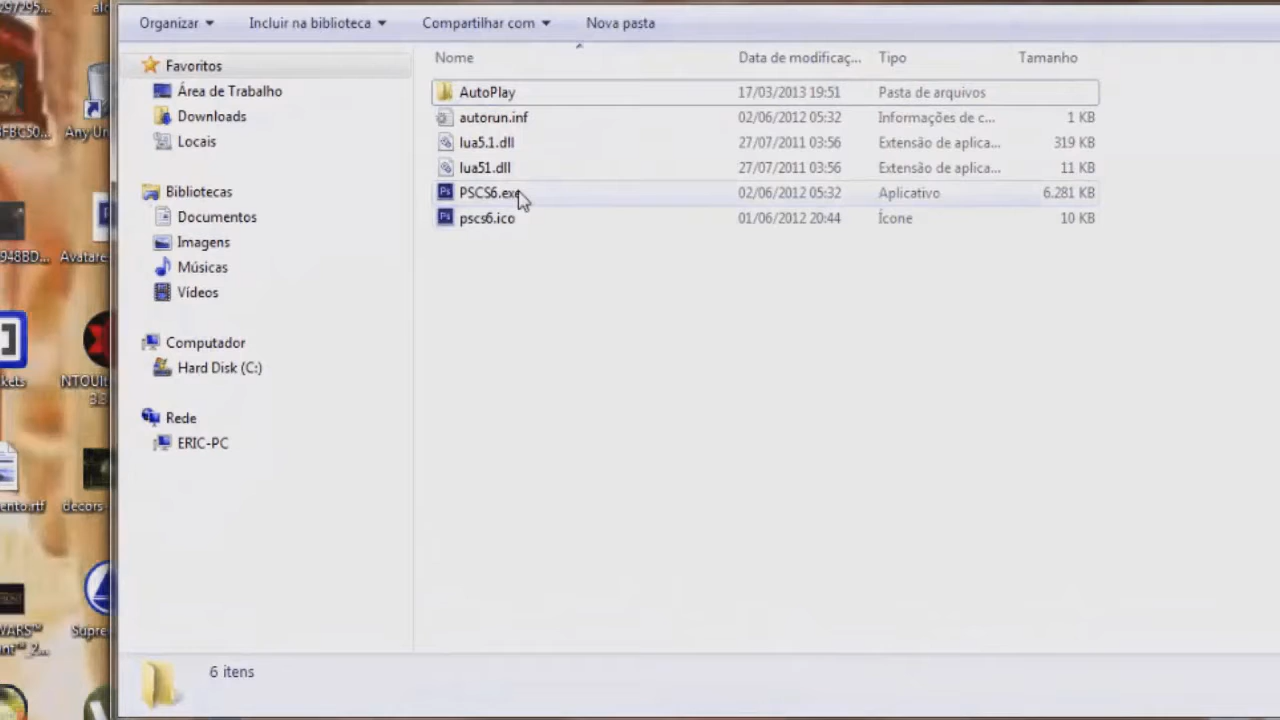 Organizar
Incluir na biblioteca
Compartilhar com
Nova pasta
Nome
Data de modificaç...
Tipo
Tamanho
Favoritos
Área de Trabalho
Downloads
Locais
Bibliotecas
Documentos
Imagens
Músicas
Vídeos
Computador
Hard Disk (C:)
Rede
ERIC-PC
AutoPlay 17/03/2013 19:51 Pasta de arquivos
autorun.inf 02/06/2012 05:32 Informações de c... 1 KB
lua5.1.dll 27/07/2011 03:56 Extensão de aplica... 319 KB
lua51.dll 27/07/2011 03:56 Extensão de aplica... 11 KB
PSCS6.exe 02/06/2012 05:32 Aplicativo 6.281 KB
pscs6.ico 01/06/2012 20:44 Ícone 10 KB
6 itens